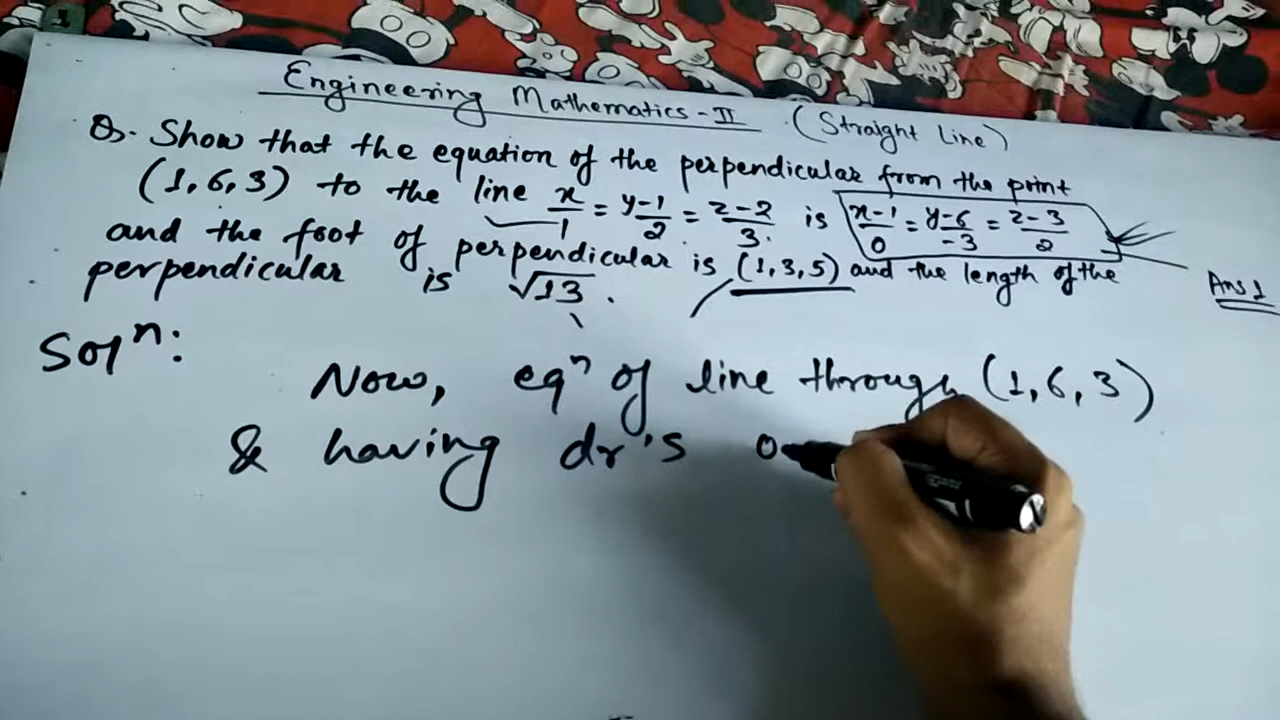 1
Engineering Mathematics - II (Straight Line)
Q. Show that the equation of the perpendicular from the print
(1, 6, 3) to the line x/1 = y-1/2 = z-2/3 is x-1/0 = y-6/-3 = z-3/2
and the foot of perpendicular is (1, 3, 5) and the length of the
perpendicular is √13 .
Ans 1
Solⁿ:
Now, eqⁿ of line through (1, 6, 3)
& having dr's o